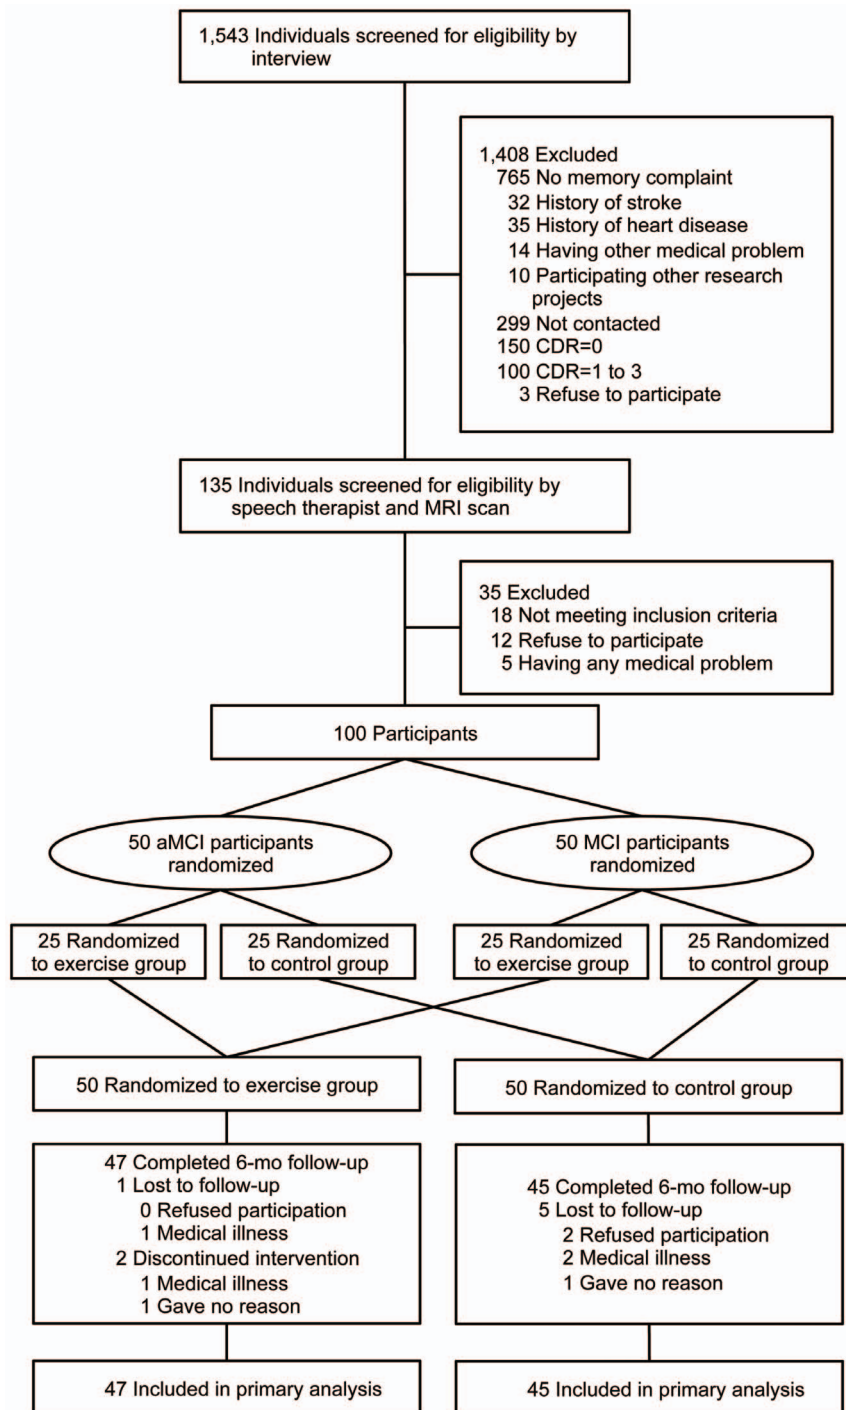 1,543 Individuals screened for eligibility by
interview
1,408 Excluded
765 No memory complaint
32 History of stroke
35 History of heart disease
14 Having other medical problem
10 Participating other research
projects
299 Not contacted
150 CDR=0
100 CDR=1 to 3
3 Refuse to participate
135 Individuals screened for eligibility by
speech therapist and MRI scan
35 Excluded
18 Not meeting inclusion criteria
12 Refuse to participate
5 Having any medical problem
100 Participants
50 aMCI participants
randomized
50 MCI participants
randomized
25 Randomized
to exercise group
25 Randomized
to control group
25 Randomized
to exercise group
25 Randomized
to control group
50 Randomized to exercise group
50 Randomized to control group
47 Completed 6-mo follow-up
1 Lost to follow-up
0 Refused participation
1 Medical illness
2 Discontinued intervention
1 Medical illness
1 Gave no reason
45 Completed 6-mo follow-up
5 Lost to follow-up
2 Refused participation
2 Medical illness
1 Gave no reason
47 Included in primary analysis
45 Included in primary analysis